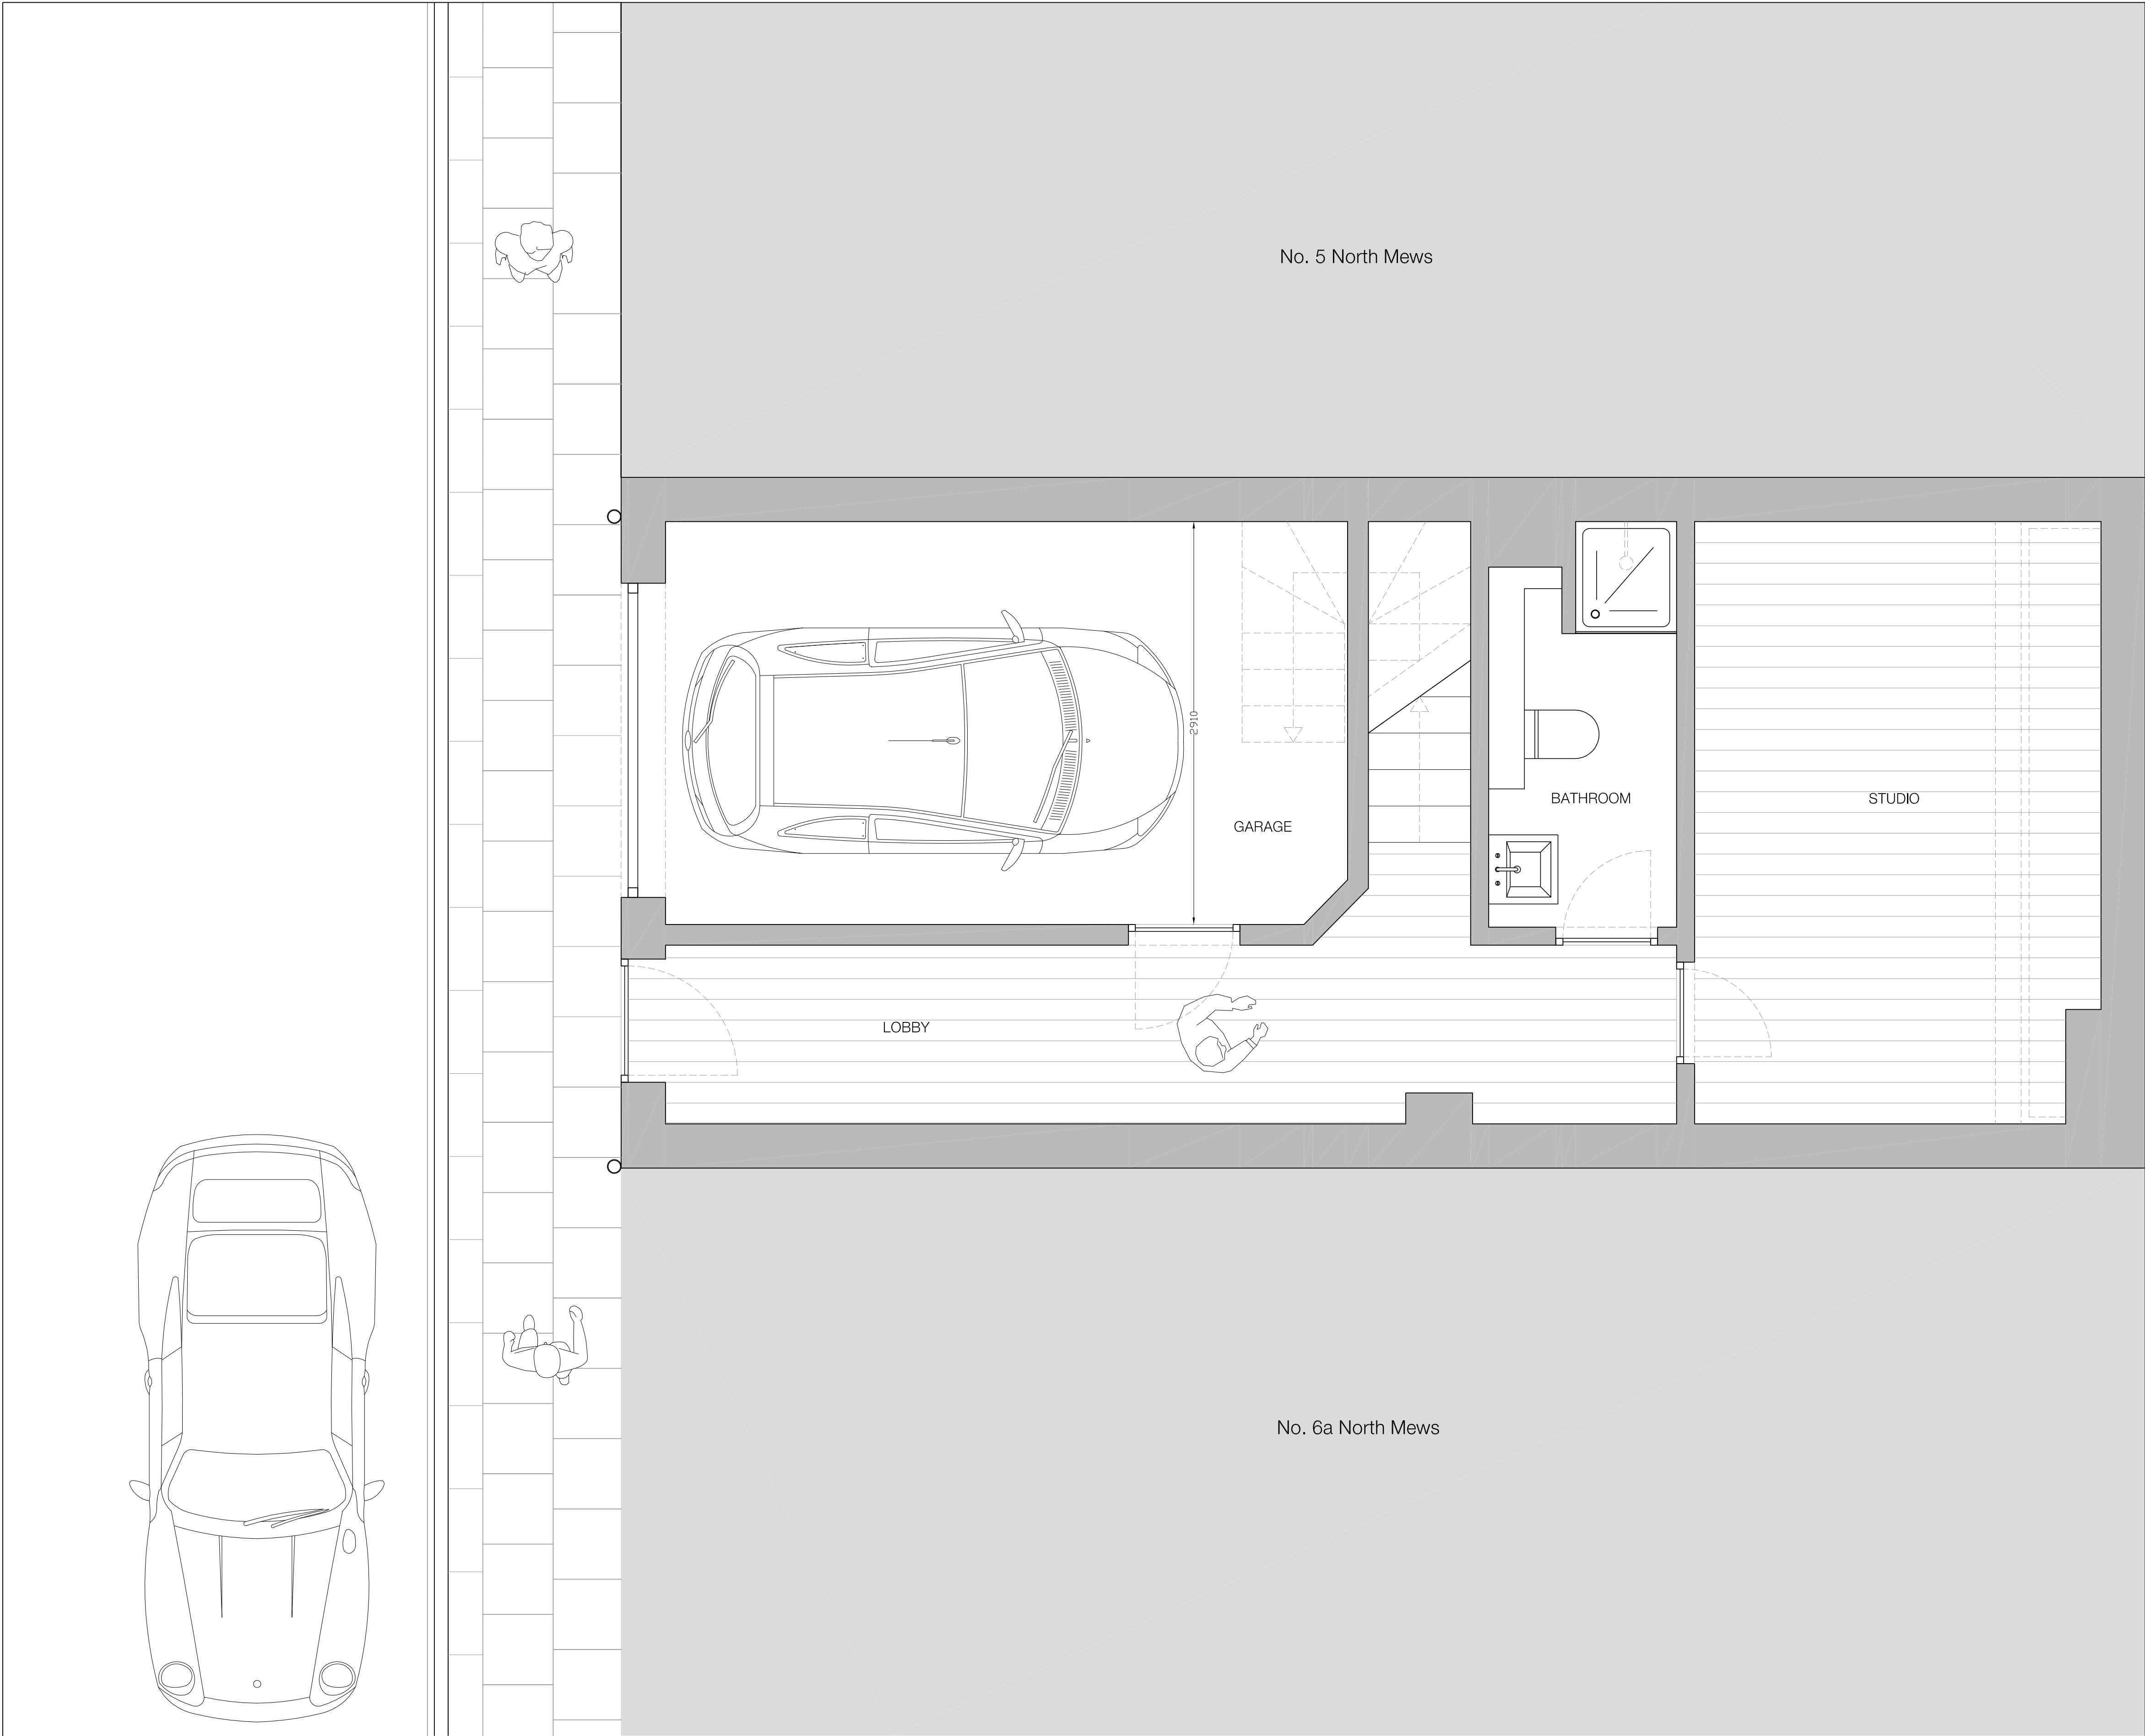 No. 5 North Mews
2910
BATHROOM
STUDIO
GARAGE
LOBBY
No. 6a North Mews